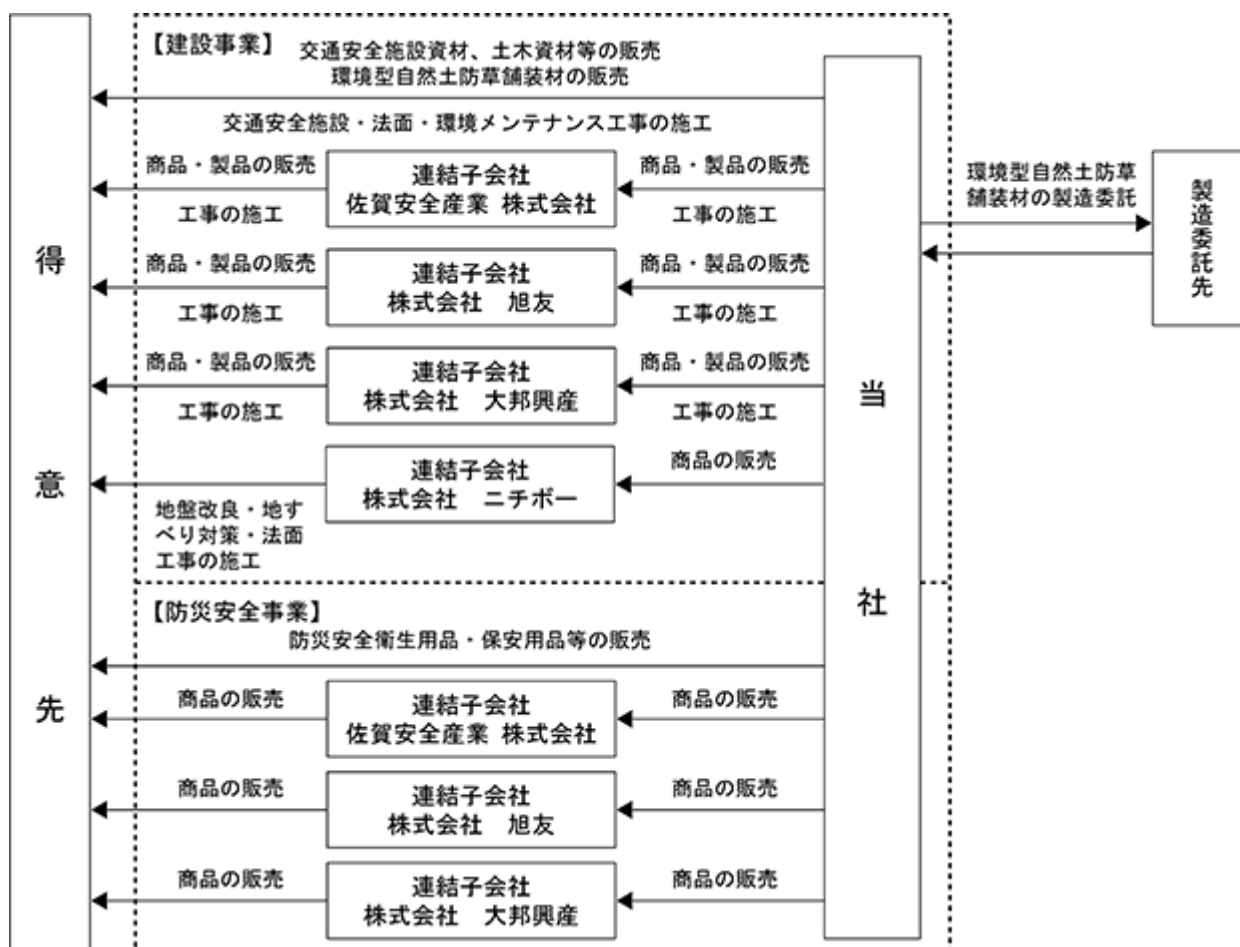 【建設事業】
交通安全施設資材、土木資材等の販売
環境型自然土防草舗装材の販売
交通安全施設・法面・環境メンテナンス工事の施工
商品・製品の販売
工事の施工
連結子会社
佐賀安全産業 株式会社
商品・製品の販売
工事の施工
商品・製品の販売
工事の施工
連結子会社
株式会社 旭友
商品・製品の販売
工事の施工
商品・製品の販売
工事の施工
連結子会社
株式会社 大邦興産
商品・製品の販売
工事の施工
地盤改良・地す
べり対策・法面
工事の施工
連結子会社
株式会社 ニチボー
商品の販売
【防災安全事業】
防災安全衛生用品・保安用品等の販売
商品の販売
連結子会社
佐賀安全産業 株式会社
商品の販売
商品の販売
連結子会社
株式会社 旭友
商品の販売
商品の販売
連結子会社
株式会社 大邦興産
商品の販売
得意先
当社
環境型自然土防草
舗装材の製造委託
製造委託先